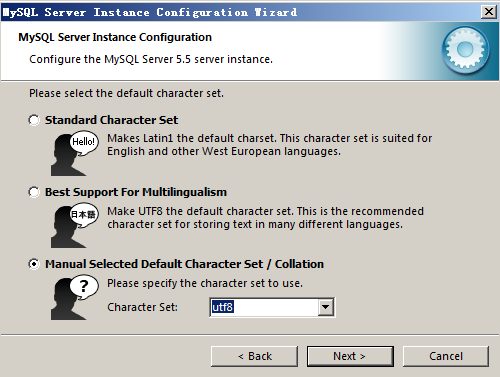 MySQL Server Instance Configuration Wizard
MySQL Server Instance Configuration
Configure the MySQL Server 5.5 server instance.
Please select the default character set.
Standard Character Set
Hello!
Makes Latin1 the default charset. This character set is suited for
English and other West European languages.
Best Support For Multilingualism
日本語
Make UTF8 the default character set. This is the recommended
character set for storing text in many different languages.
Manual Selected Default Character Set / Collation
?
Please specify the character set to use.
Character Set: utf8
< Back Next > Cancel